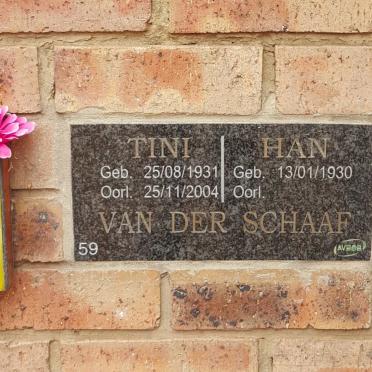 TINI
Geb. 25/08/1931
Oorl. 25/11/2004
HAN
Geb. 13/01/1930
Oorl.
VAN DER SCHAAF
59
AVBOB